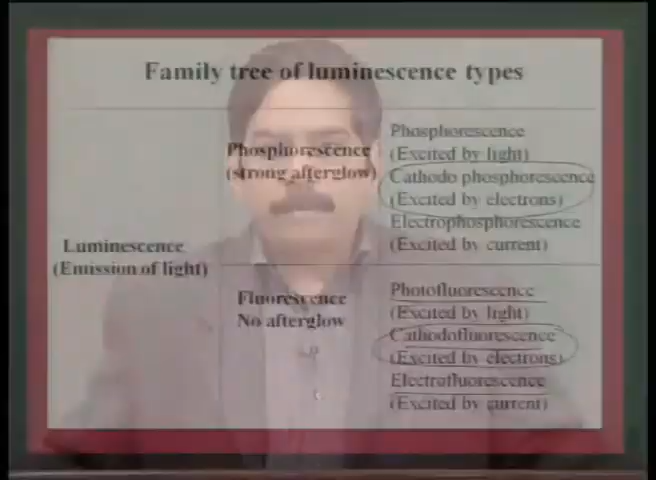 Family tree of luminescence types
Phosphorescence
(Excited by light)
Phosphorescence
(strong afterglow)
Cathodo phosphorescence
(Excited by electrons)
Electrophosphorescence
(Excited by current)
Luminescence
(Emission of light)
Fluorescence
No afterglow
Photofluorescence
(Excited by light)
Cathodofluorescence
(Excited by electrons)
Electrofluorescence
(Excited by current)